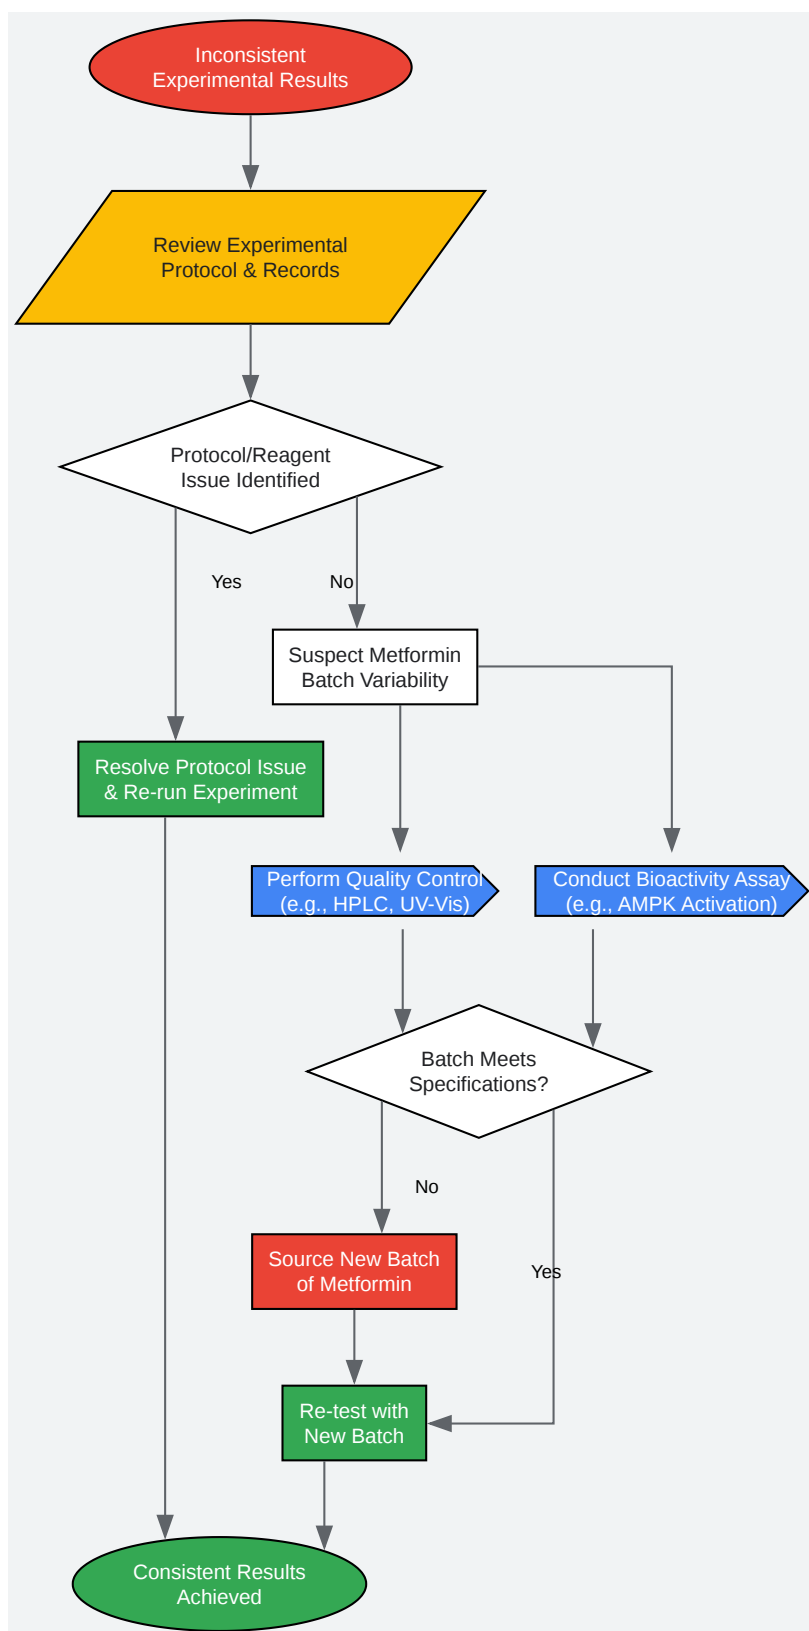 Inconsistent
Experimental Results
Review Experimental
Protocol & Records
Protocol/Reagent
Issue Identified
Yes
No
Suspect Metformin
Batch Variability
Resolve Protocol Issue
& Re-run Experiment
Perform Quality Control
(e.g., HPLC, UV-Vis)
Conduct Bioactivity Assay
(e.g., AMPK Activation)
Batch Meets
Specifications?
No
Source New Batch
of Metformin
Yes
Re-test with
New Batch
Consistent Results
Achieved